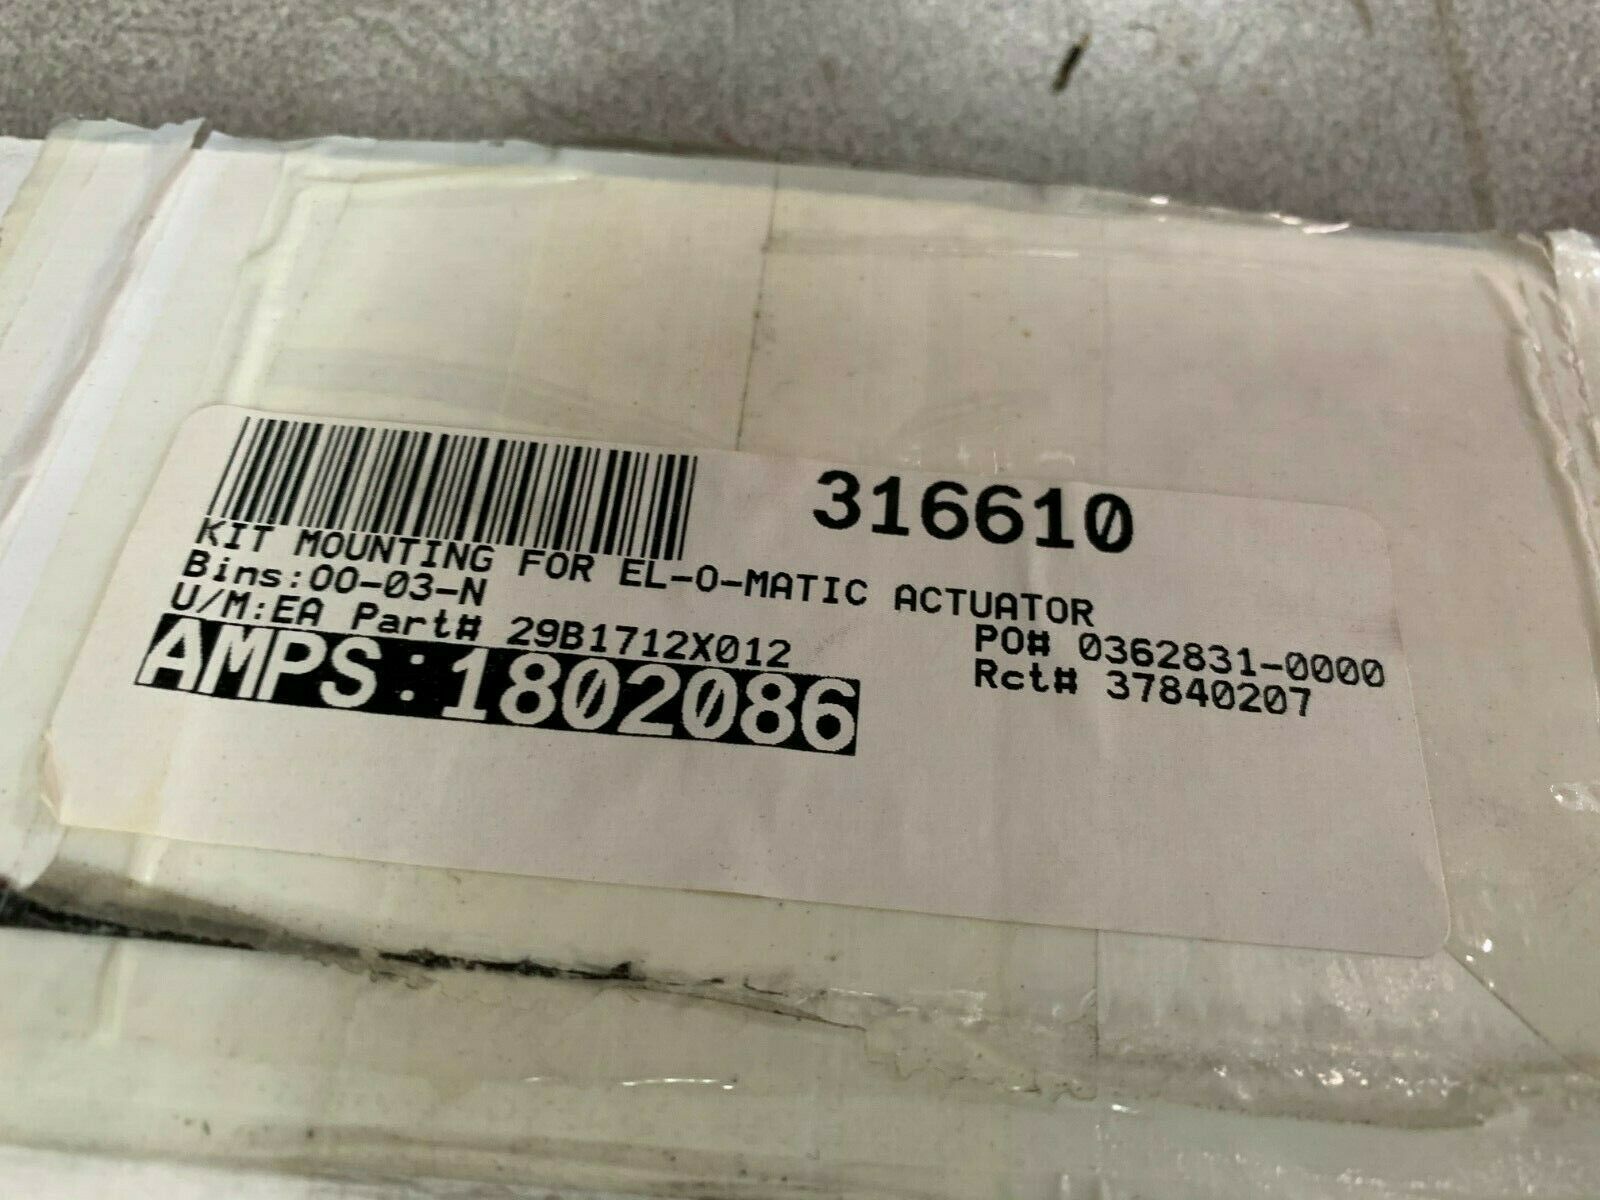 316610
KIT MOUNTING FOR EL-O-MATIC ACTUATOR
Bins:OO-03-N
U/M:EA Part# 29B1712X012
PO# 0362831-0000
AMPS:1802086
Rct# 37840207